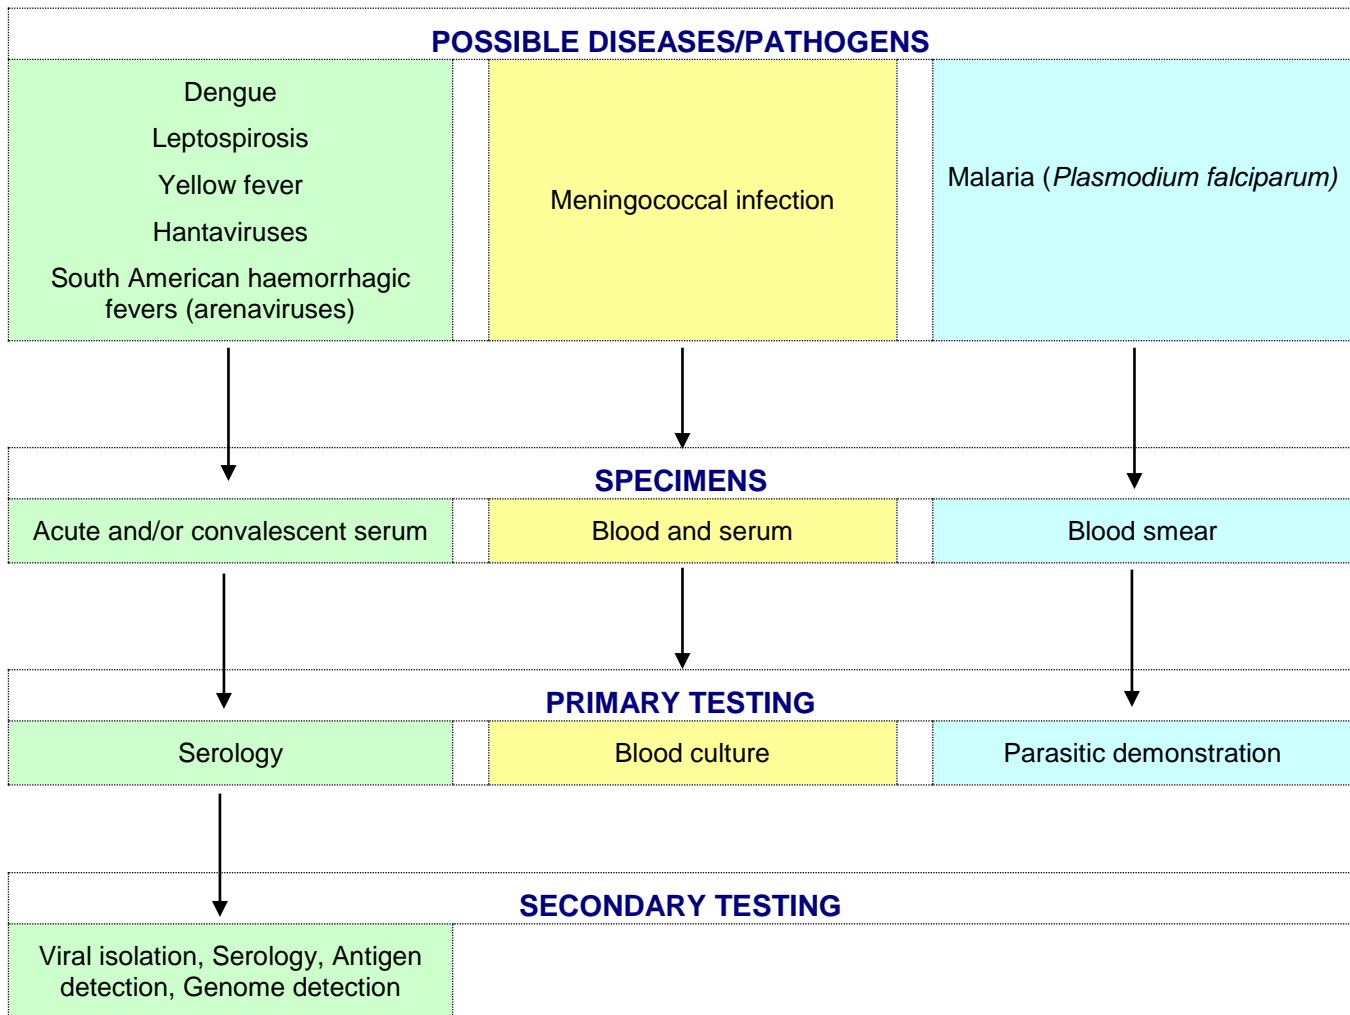 POSSIBLE DISEASES/PATHOGENS
Dengue
Leptospirosis
Yellow fever
Hantaviruses
South American haemorrhagic
fevers (arenaviruses)
Meningococcal infection
Malaria (Plasmodium falciparum)
SPECIMENS
Acute and/or convalescent serum
Blood and serum
Blood smear
PRIMARY TESTING
Serology
Blood culture
Parasitic demonstration
SECONDARY TESTING
Viral isolation, Serology, Antigen
detection, Genome detection